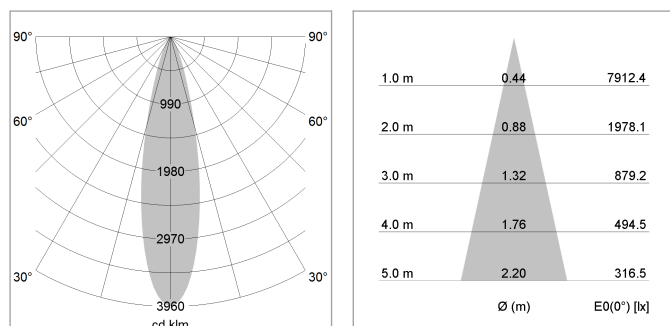 90° 90°
990
60° 60°
1980
2970
30° 30°
3960
cd klm
1.0 m 0.44 7912.4
2.0 m 0.88 1978.1
3.0 m 1.32 879.2
4.0 m 1.76 494.5
5.0 m 2.20 316.5
Ø (m) E0(0°) [lx]